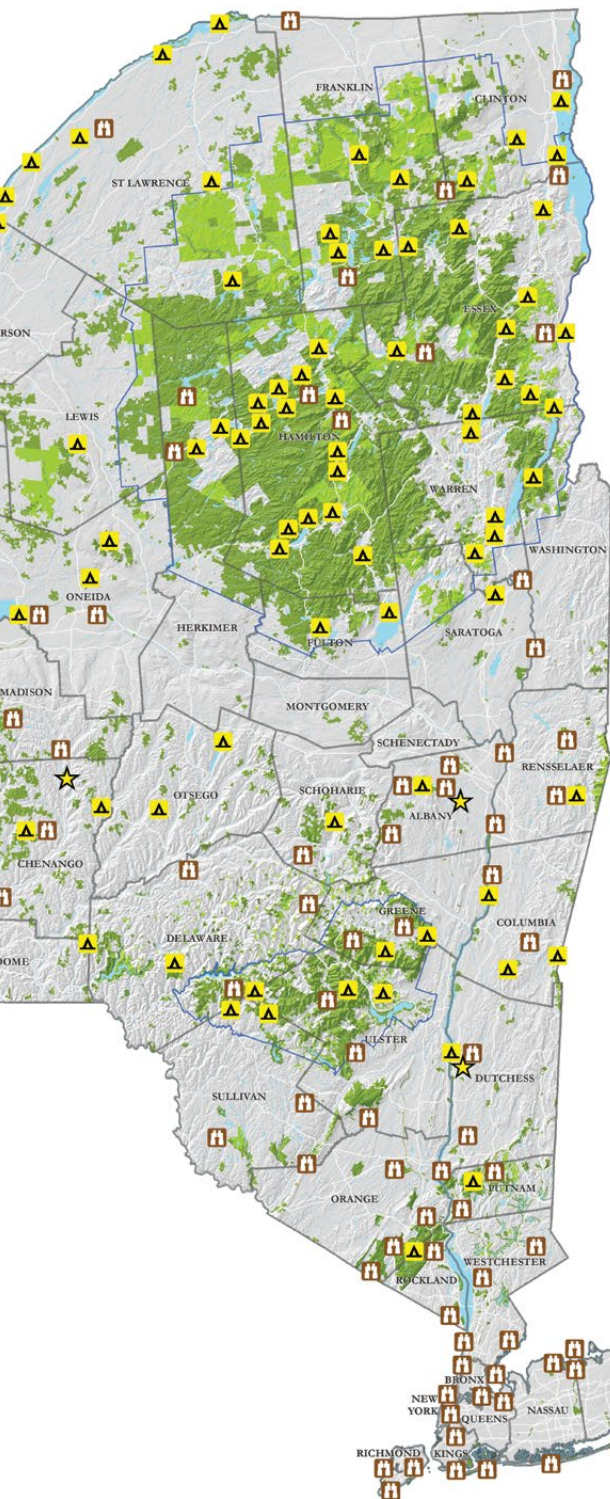 FRANKLIN
CLINTON
ST LAWRENCE
ESSEX
RSON
LEWIS
HAMILTON
WARREN
WASHINGTON
ONEIDA
HERKIMER
FULTON
SARATOGA
MADISON
MONTGOMERY
SCHENECTADY
RENSSELAER
OTSEGO
SCHOHARIE
ALBANY
CHENANGO
GREENE
COLUMBIA
DELAWARE
OOME
ULSTER
DUTCHESS
SULLIVAN
PUTNAM
ORANGE
WESTCHESTER
ROCKLAND
BRONX
NEW
YORK
NASSAU
QUEENS
RICHMOND
KINGS